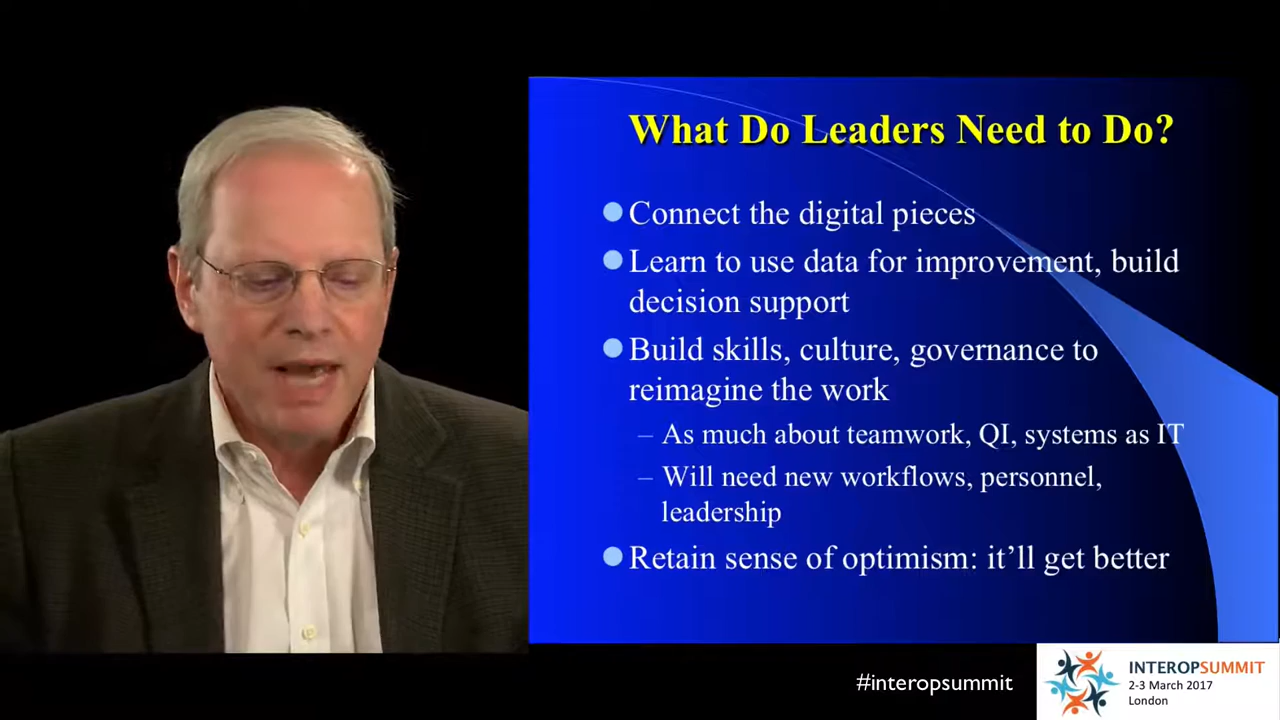 What Do Leaders Need to Do?
Connect the digital pieces
Learn to use data for improvement, build
decision support
Build skills, culture, governance to
reimagine the work
– As much about teamwork, QI, systems as IT
– Will need new workflows, personnel,
leadership
Retain sense of optimism: it’ll get better
#interopsummit
INTEROPSUMMIT
2-3 March 2017
London